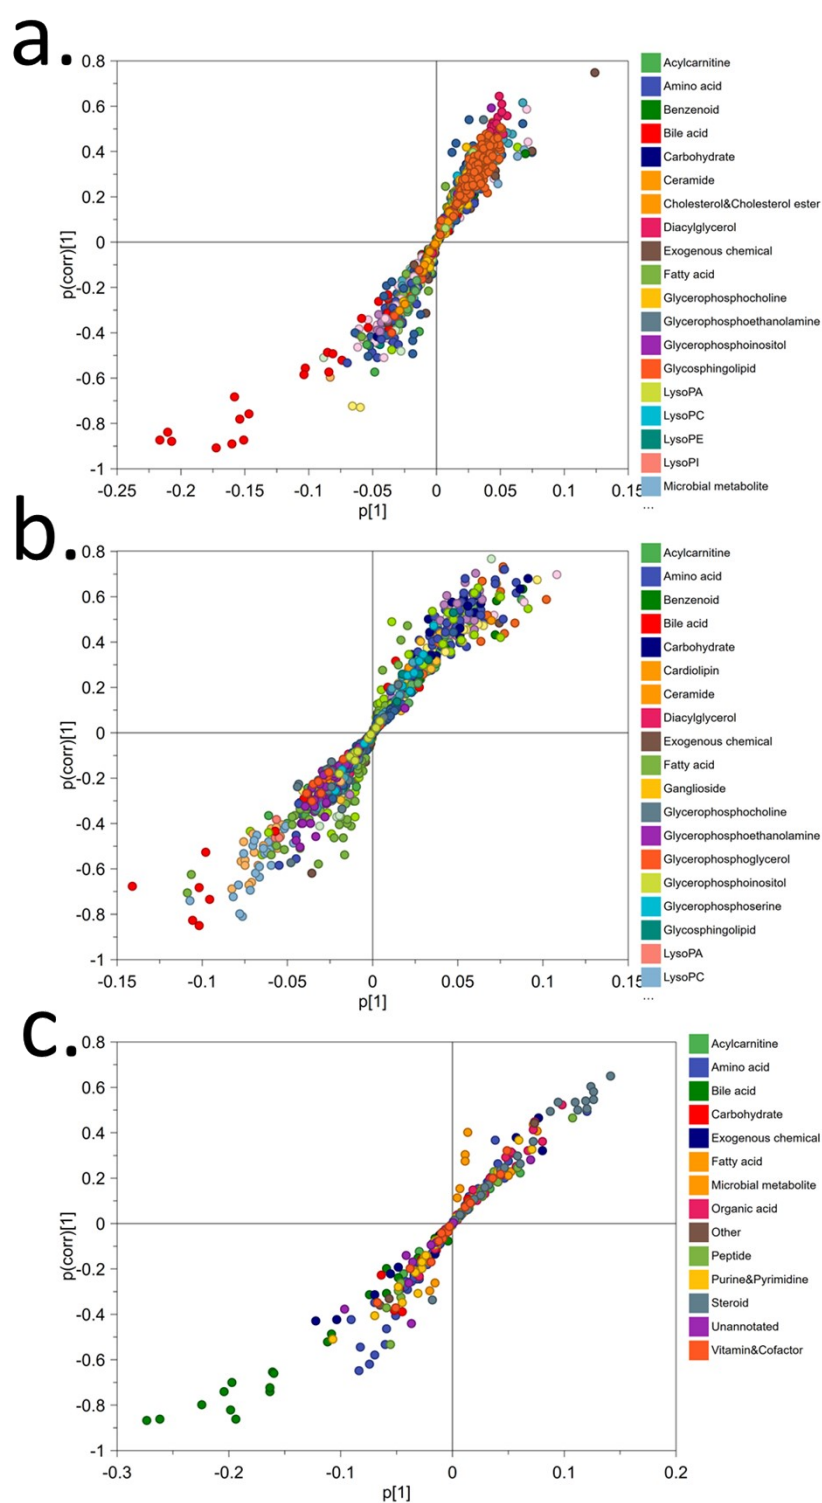 a.
0.8
0.6
0.4
0.2
0
-0.2
-0.4
-0.6
-0.8
-1
p(corr)[1]
-0.25 -0.2 -0.15 -0.1 -0.05 0 0.05 0.1 0.15
p[1]
Acylcarnitine
Amino acid
Benzenoid
Bile acid
Carbohydrate
Ceramide
Cholesterol&Cholesterol ester
Diacylglycerol
Exogenous chemical
Fatty acid
Glycerophosphocholine
Glycerophosphoethanolamine
Glycerophosphoinositol
Glycosphingolipid
LysoPA
LysoPC
LysoPE
LysoPI
Microbial metabolite
...
b.
0.8
0.6
0.4
0.2
0
-0.2
-0.4
-0.6
-0.8
-1
p(corr)[1]
-0.15 -0.1 -0.05 0 0.05 0.1 0.15
p[1]
Acylcarnitine
Amino acid
Benzenoid
Bile acid
Carbohydrate
Cardiolipin
Ceramide
Diacylglycerol
Exogenous chemical
Fatty acid
Ganglioside
Glycerophosphocholine
Glycerophosphoethanolamine
Glycerophosphoglycerol
Glycerophosphoinositol
Glycerophosphoserine
Glycosphingolipid
LysoPA
LysoPC
...
c.
0.8
0.6
0.4
0.2
0
-0.2
-0.4
-0.6
-0.8
-1
p(corr)[1]
-0.3 -0.2 -0.1 0 0.1 0.2
p[1]
Acylcarnitine
Amino acid
Bile acid
Carbohydrate
Exogenous chemical
Fatty acid
Microbial metabolite
Organic acid
Other
Peptide
Purine&Pyrimidine
Steroid
Unannotated
Vitamin&Cofactor